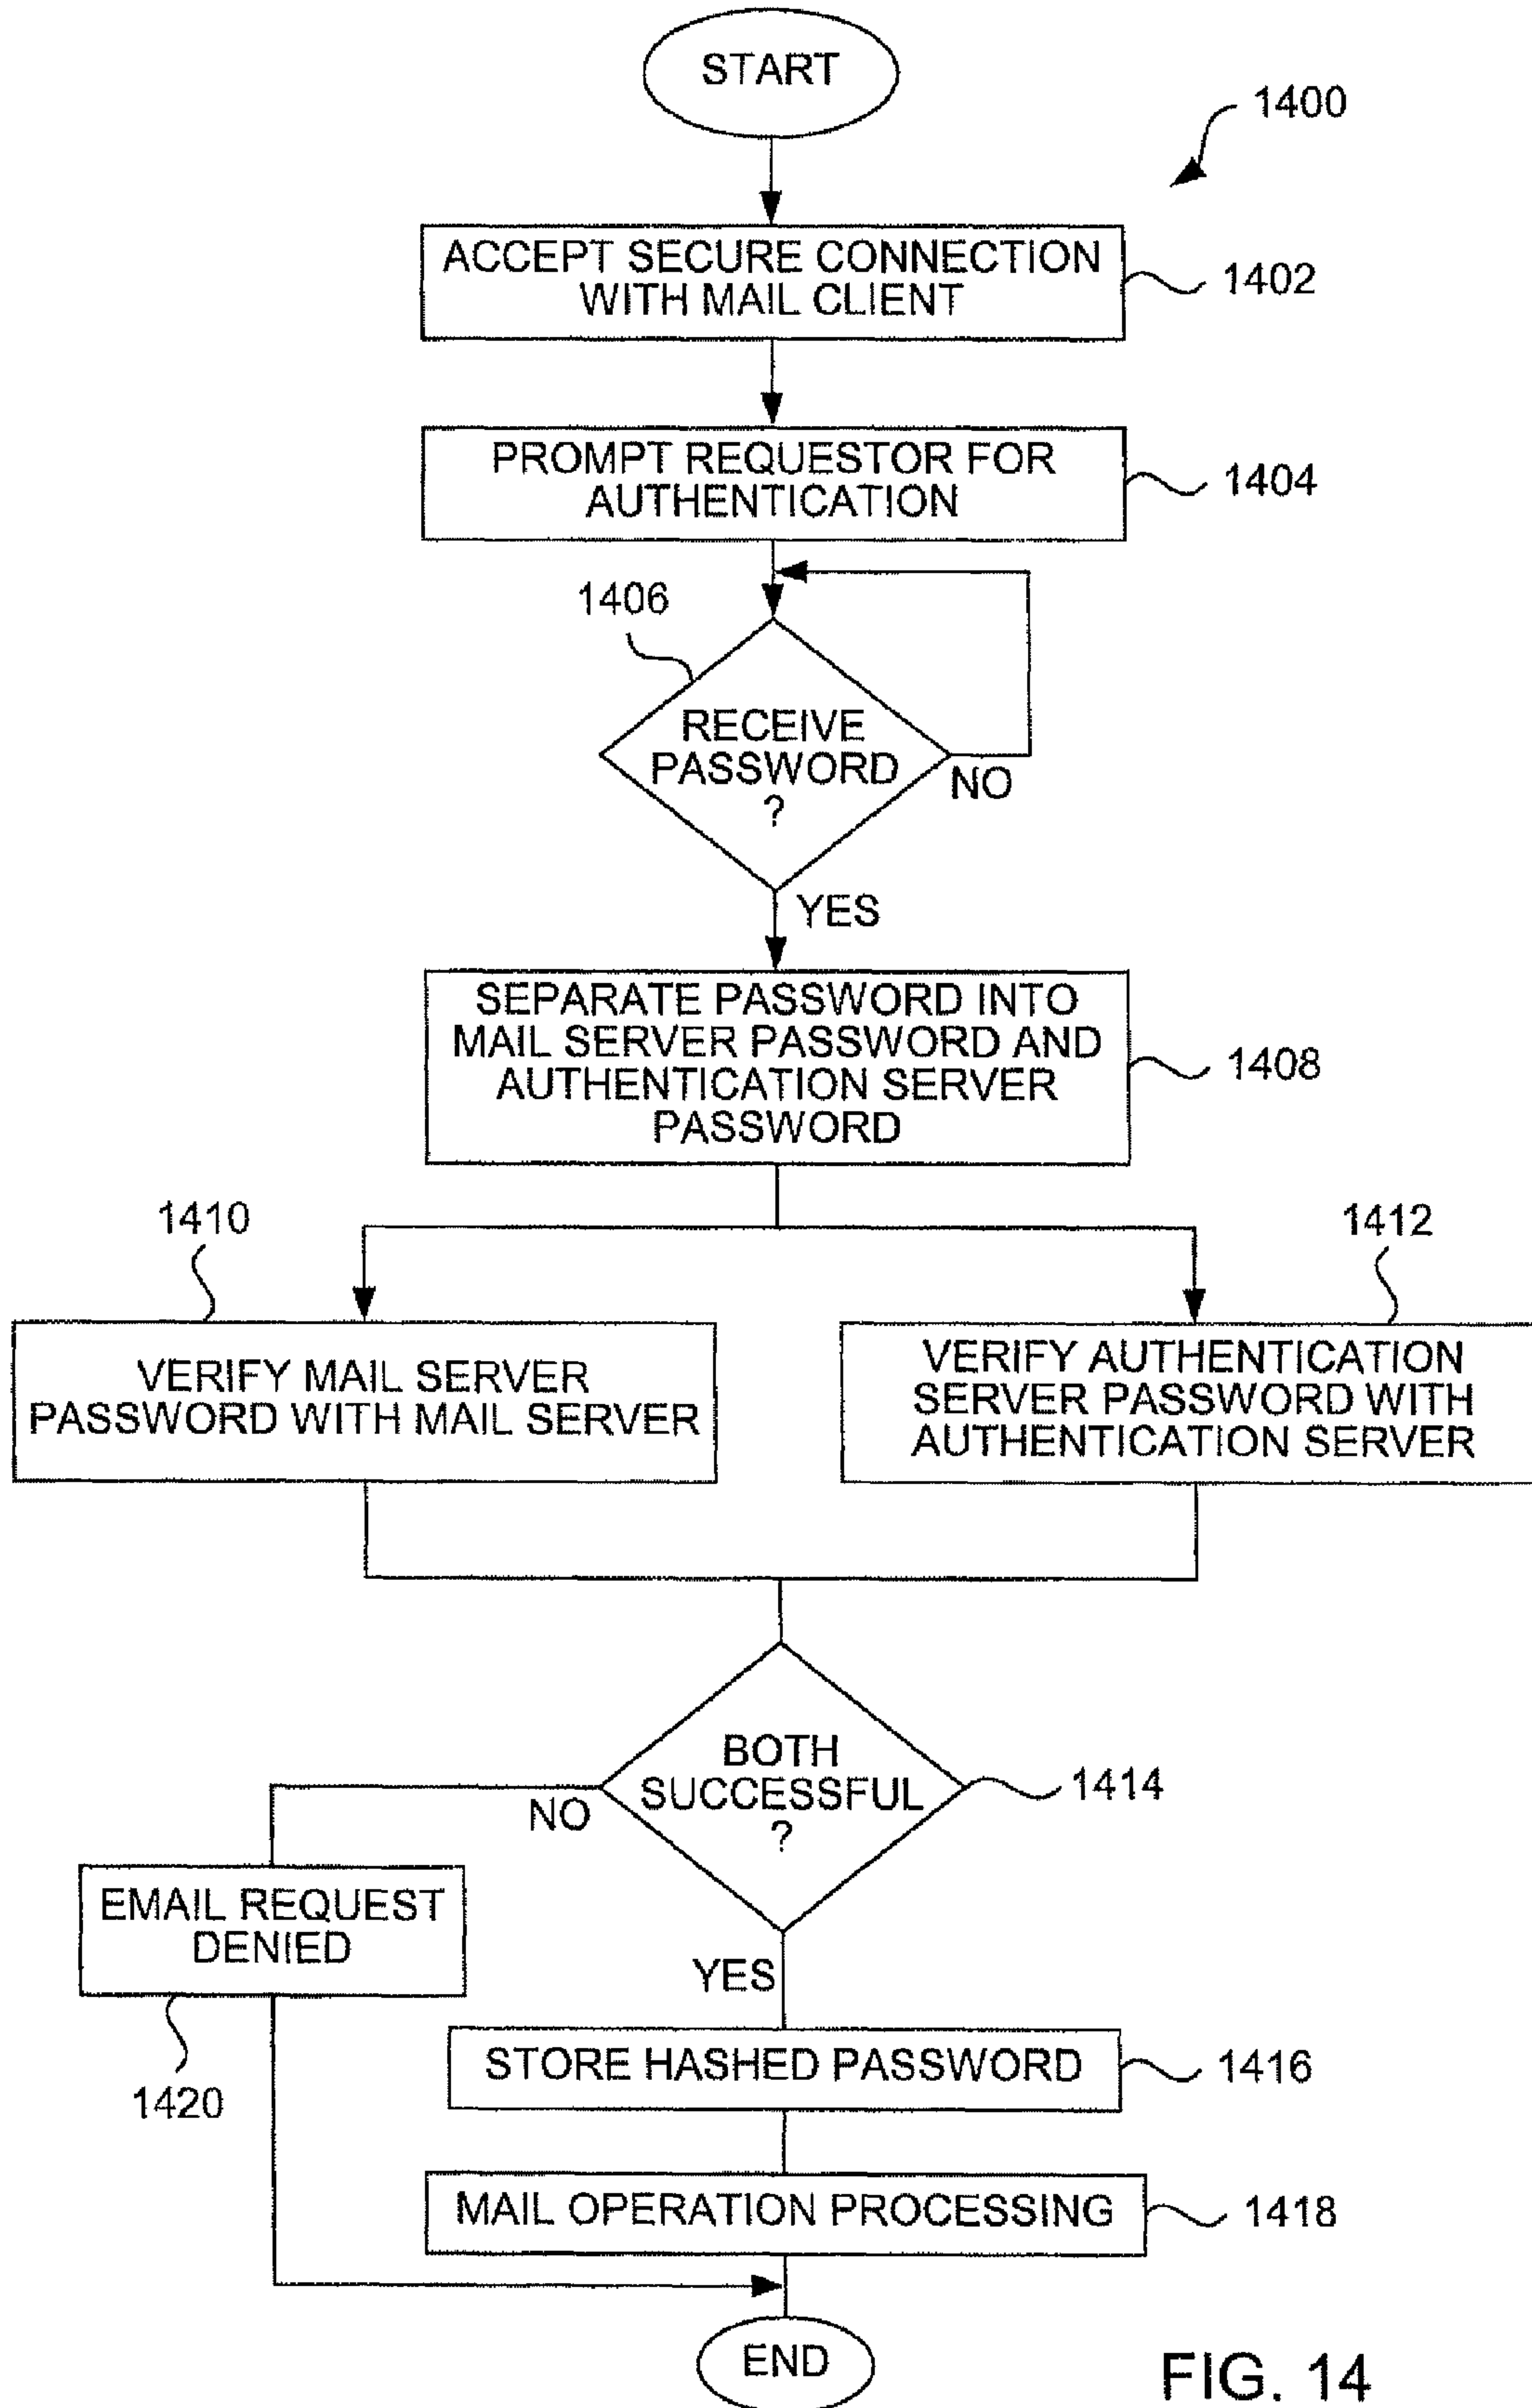 START
1400
ACCEPT SECURE CONNECTION
WITH MAIL CLIENT
1402
PROMPT REQUESTOR FOR
AUTHENTICATION
1404
1406
RECEIVE
PASSWORD
?
NO
YES
SEPARATE PASSWORD INTO
MAIL SERVER PASSWORD AND
AUTHENTICATION SERVER
PASSWORD
1408
1410
1412
VERIFY MAIL SERVER
PASSWORD WITH MAIL SERVER
VERIFY AUTHENTICATION
SERVER PASSWORD WITH
AUTHENTICATION SERVER
BOTH
SUCCESSFUL
?
1414
NO
EMAIL REQUEST
DENIED
1420
YES
STORE HASHED PASSWORD
1416
MAIL OPERATION PROCESSING
1418
END
FIG. 14